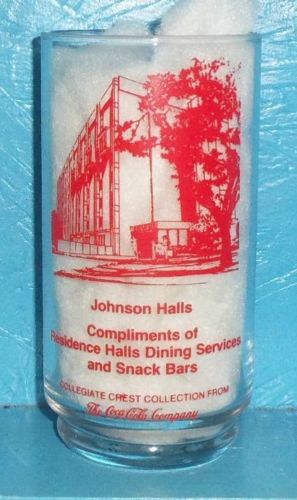 Johnson Halls
Compliments of
Residence Halls Dining Services
and Snack Bars
COLLEGIATE CREST COLLECTION FROM
The Coca-Cola Company